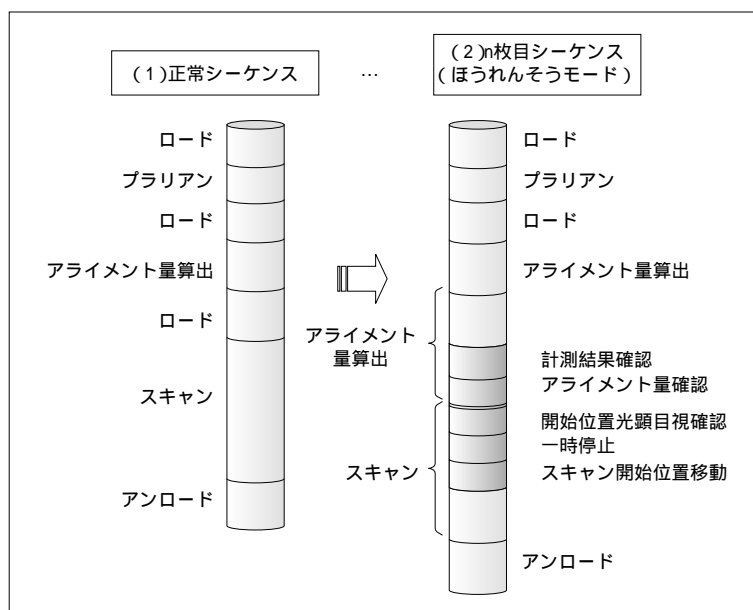 (1)正常シーケンス
…
(2)n枚目シーケンス
(ほうれんそうモード)
ロード
プラリアン
ロード
アライメント量算出
ロード
スキャン
アンロード
ロード
プラリアン
ロード
アライメント量算出
アライメント
量算出
計測結果確認
アライメント量確認
開始位置光顕目視確認
一時停止
スキャン
スキャン開始位置移動
アンロード